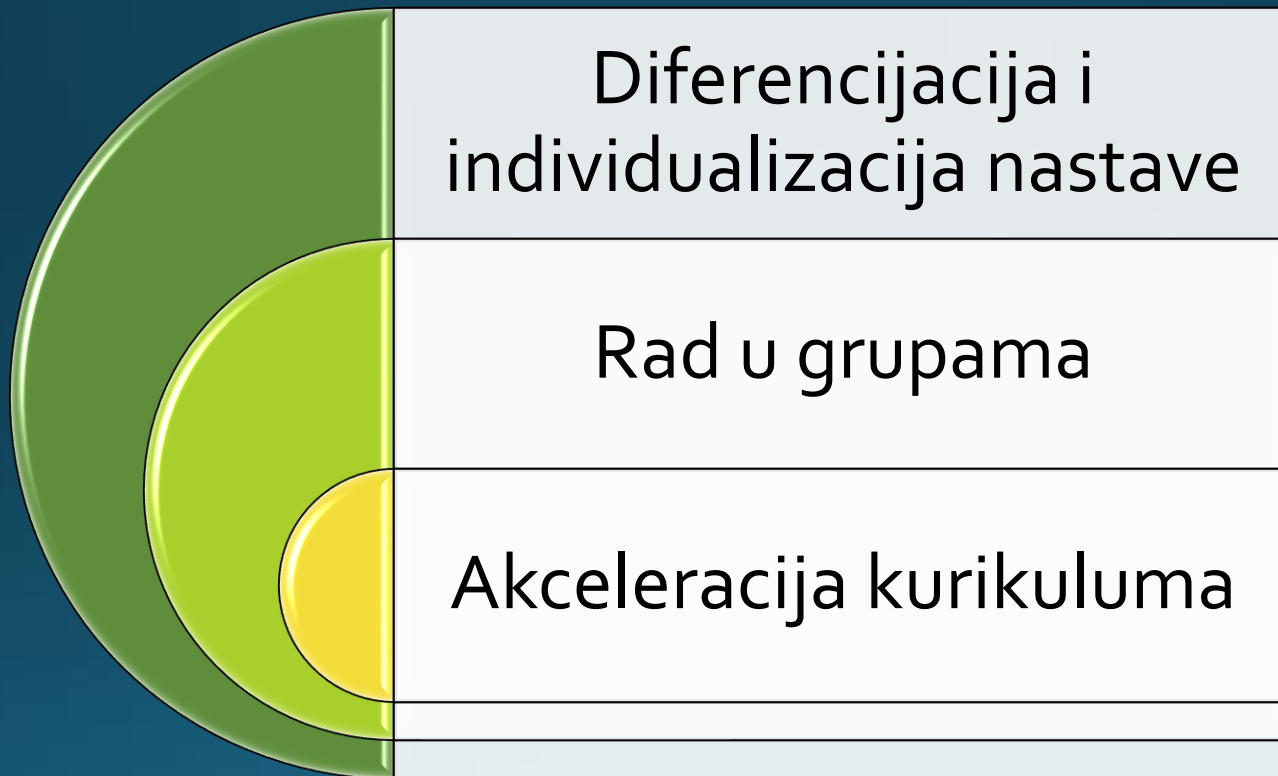 Diferencijacija i
individualizacija nastave
Rad u grupama
Akceleracija kurikuluma